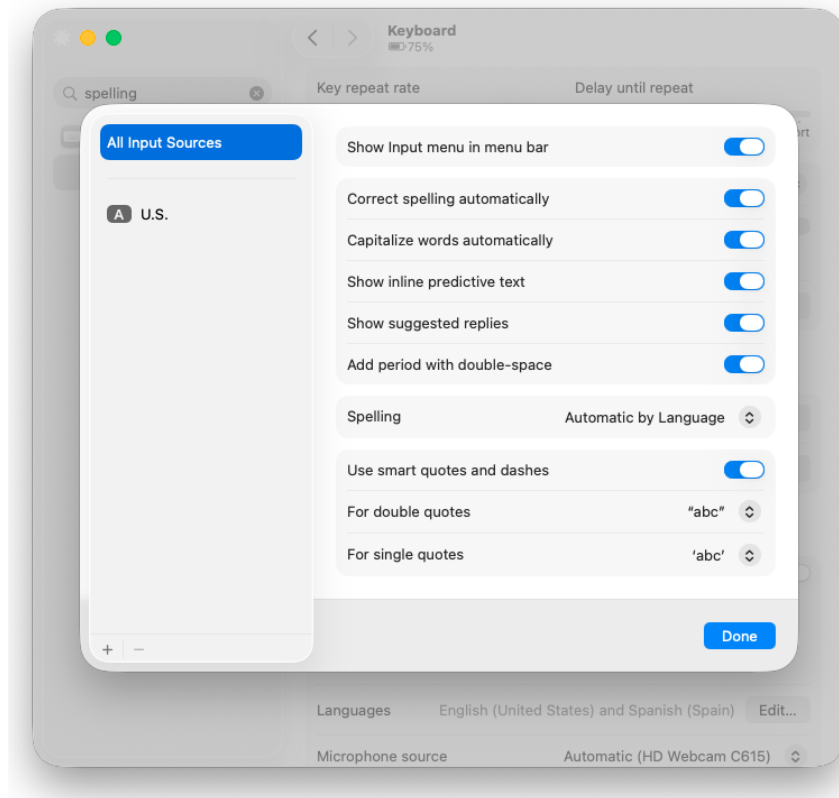 Keyboard
75%
spelling
Key repeat rate
Delay until repeat
All Input Sources
A U.S.
Show Input menu in menu bar
Correct spelling automatically
Capitalize words automatically
Show inline predictive text
Show suggested replies
Add period with double-space
Spelling
Automatic by Language
Use smart quotes and dashes
For double quotes
“abc”
For single quotes
‘abc’
+ −
Done
Languages
English (United States) and Spanish (Spain)
Edit...
Microphone source
Automatic (HD Webcam C615)